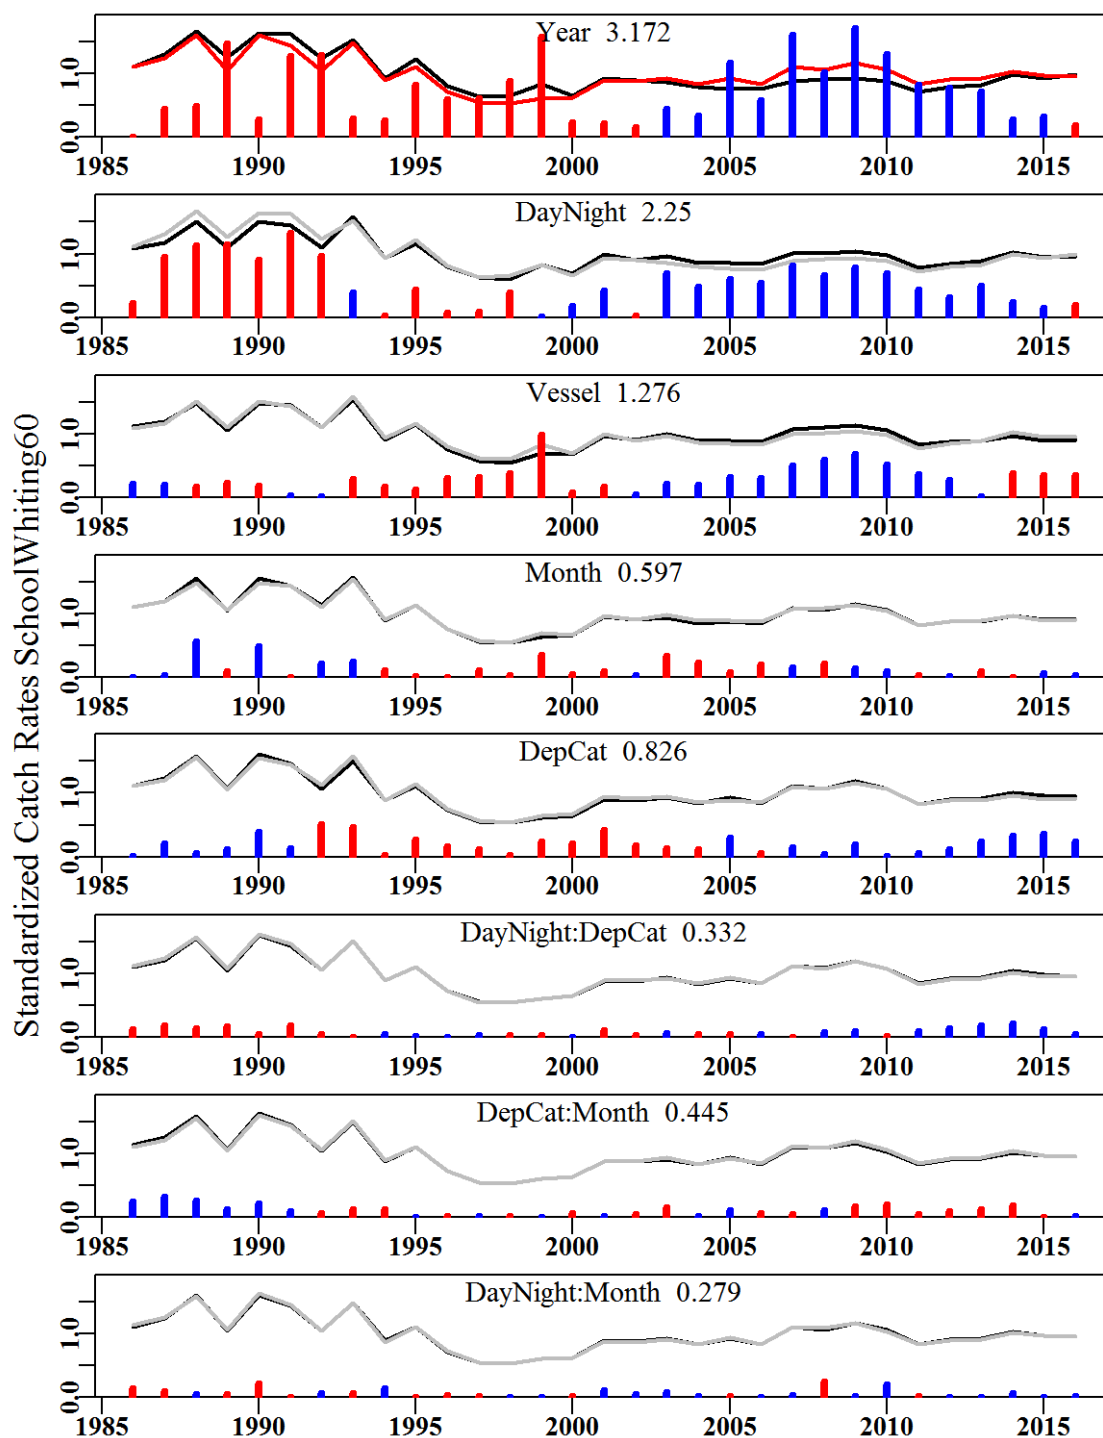 Standardized Catch Rates SchoolWhiting60
Year 3.172
0.0 1.0
1985 1990 1995 2000 2005 2010 2015
DayNight 2.25
0.0 1.0
1985 1990 1995 2000 2005 2010 2015
Vessel 1.276
0.0 1.0
1985 1990 1995 2000 2005 2010 2015
Month 0.597
0.0 1.0
1985 1990 1995 2000 2005 2010 2015
DepCat 0.826
0.0 1.0
1985 1990 1995 2000 2005 2010 2015
DayNight:DepCat 0.332
0.0 1.0
1985 1990 1995 2000 2005 2010 2015
DepCat:Month 0.445
0.0 1.0
1985 1990 1995 2000 2005 2010 2015
DayNight:Month 0.279
0.0 1.0
1985 1990 1995 2000 2005 2010 2015